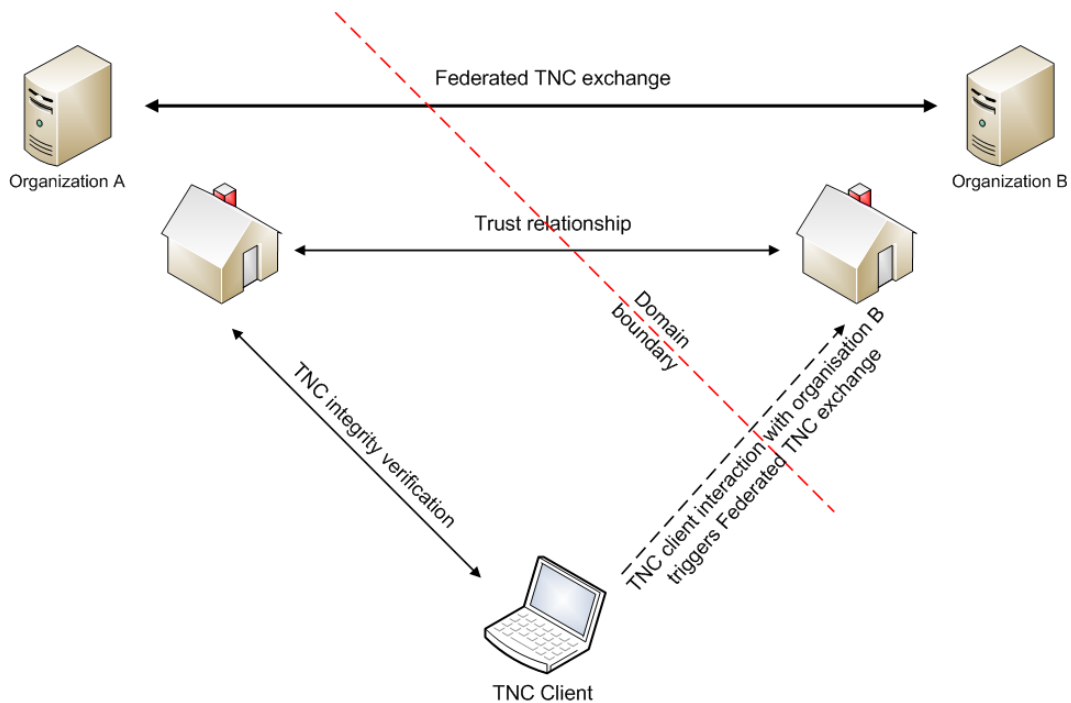 Federated TNC exchange
Organization A
Organization B
Trust relationship
Domain
boundary
TNC integrity verification
TNC client interaction with organisation B
triggers Federated TNC exchange
TNC Client